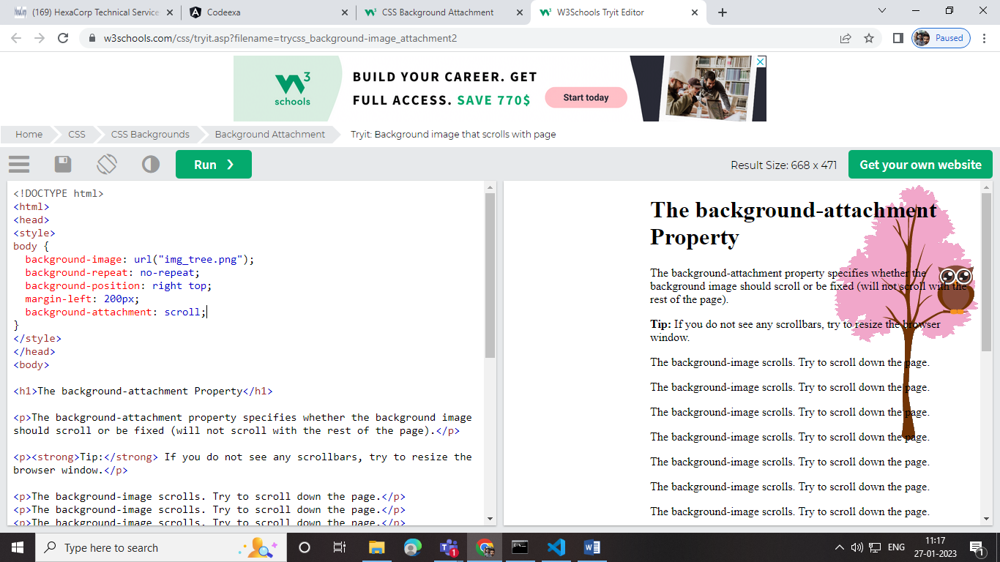 (169) HexaCorp Technical Service
Codeexa
CSS Background Attachment
W3Schools Tryit Editor
w3schools.com/css/tryit.asp?filename=trycss_background-image_attachment2
Paused
3
schools
BUILD YOUR CAREER. GET
FULL ACCESS. SAVE 770$
Start today
Home
CSS
CSS Backgrounds
Background Attachment
Tryit: Background image that scrolls with page
Run ❯
Result Size: 668 x 471
Get your own website
<!DOCTYPE html>
<html>
<head>
<style>
body {
  background-image: url("img_tree.png");
  background-repeat: no-repeat;
  background-position: right top;
  margin-left: 200px;
  background-attachment: scroll;
}
</style>
</head>
<body>
<h1>The background-attachment Property</h1>
<p>The background-attachment property specifies whether the background image
should scroll or be fixed (will not scroll with the rest of the page).</p>
<p><strong>Tip:</strong> If you do not see any scrollbars, try to resize the
browser window.</p>
<p>The background-image scrolls. Try to scroll down the page.</p>
<p>The background-image scrolls. Try to scroll down the page.</p>
<p>The background-image scrolls. Try to scroll down the page.</p>
The background-attachment
Property
The background-attachment property specifies whether the
background image should scroll or be fixed (will not scroll with the
rest of the page).
Tip: If you do not see any scrollbars, try to resize the browser
window.
The background-image scrolls. Try to scroll down the page.
The background-image scrolls. Try to scroll down the page.
The background-image scrolls. Try to scroll down the page.
The background-image scrolls. Try to scroll down the page.
The background-image scrolls. Try to scroll down the page.
The background-image scrolls. Try to scroll down the page.
The background-image scrolls. Try to scroll down the page.
Type here to search
1
ENG
11:17
27-01-2023
1